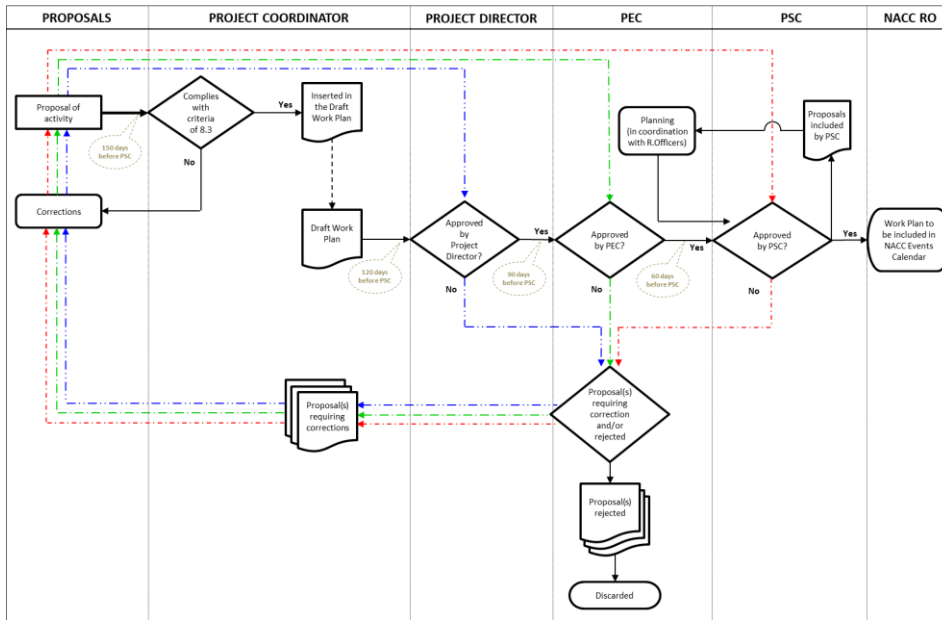 PROPOSALS
PROJECT COORDINATOR
PROJECT DIRECTOR
PEC
PSC
NACC RO
Proposal of
activity
150 days
before PSC
Complies
with
criteria
of 8.3
Yes
No
Inserted in
the Draft
Work Plan
Corrections
Draft Work
Plan
120 days
before PSC
Approved
by
Project
Director?
Yes
No
90 days
before PSC
Planning
(in coordination
with R.Officers)
Approved
by PEC?
Yes
No
60 days
before PSC
Proposals
included
by PSC
Approved
by PSC?
Yes
No
Work Plan to
be included in
NACC Events
Calendar
Proposal(s)
requiring
correction
and/or
rejected
Proposal(s)
requiring
corrections
Proposal(s)
rejected
Discarded